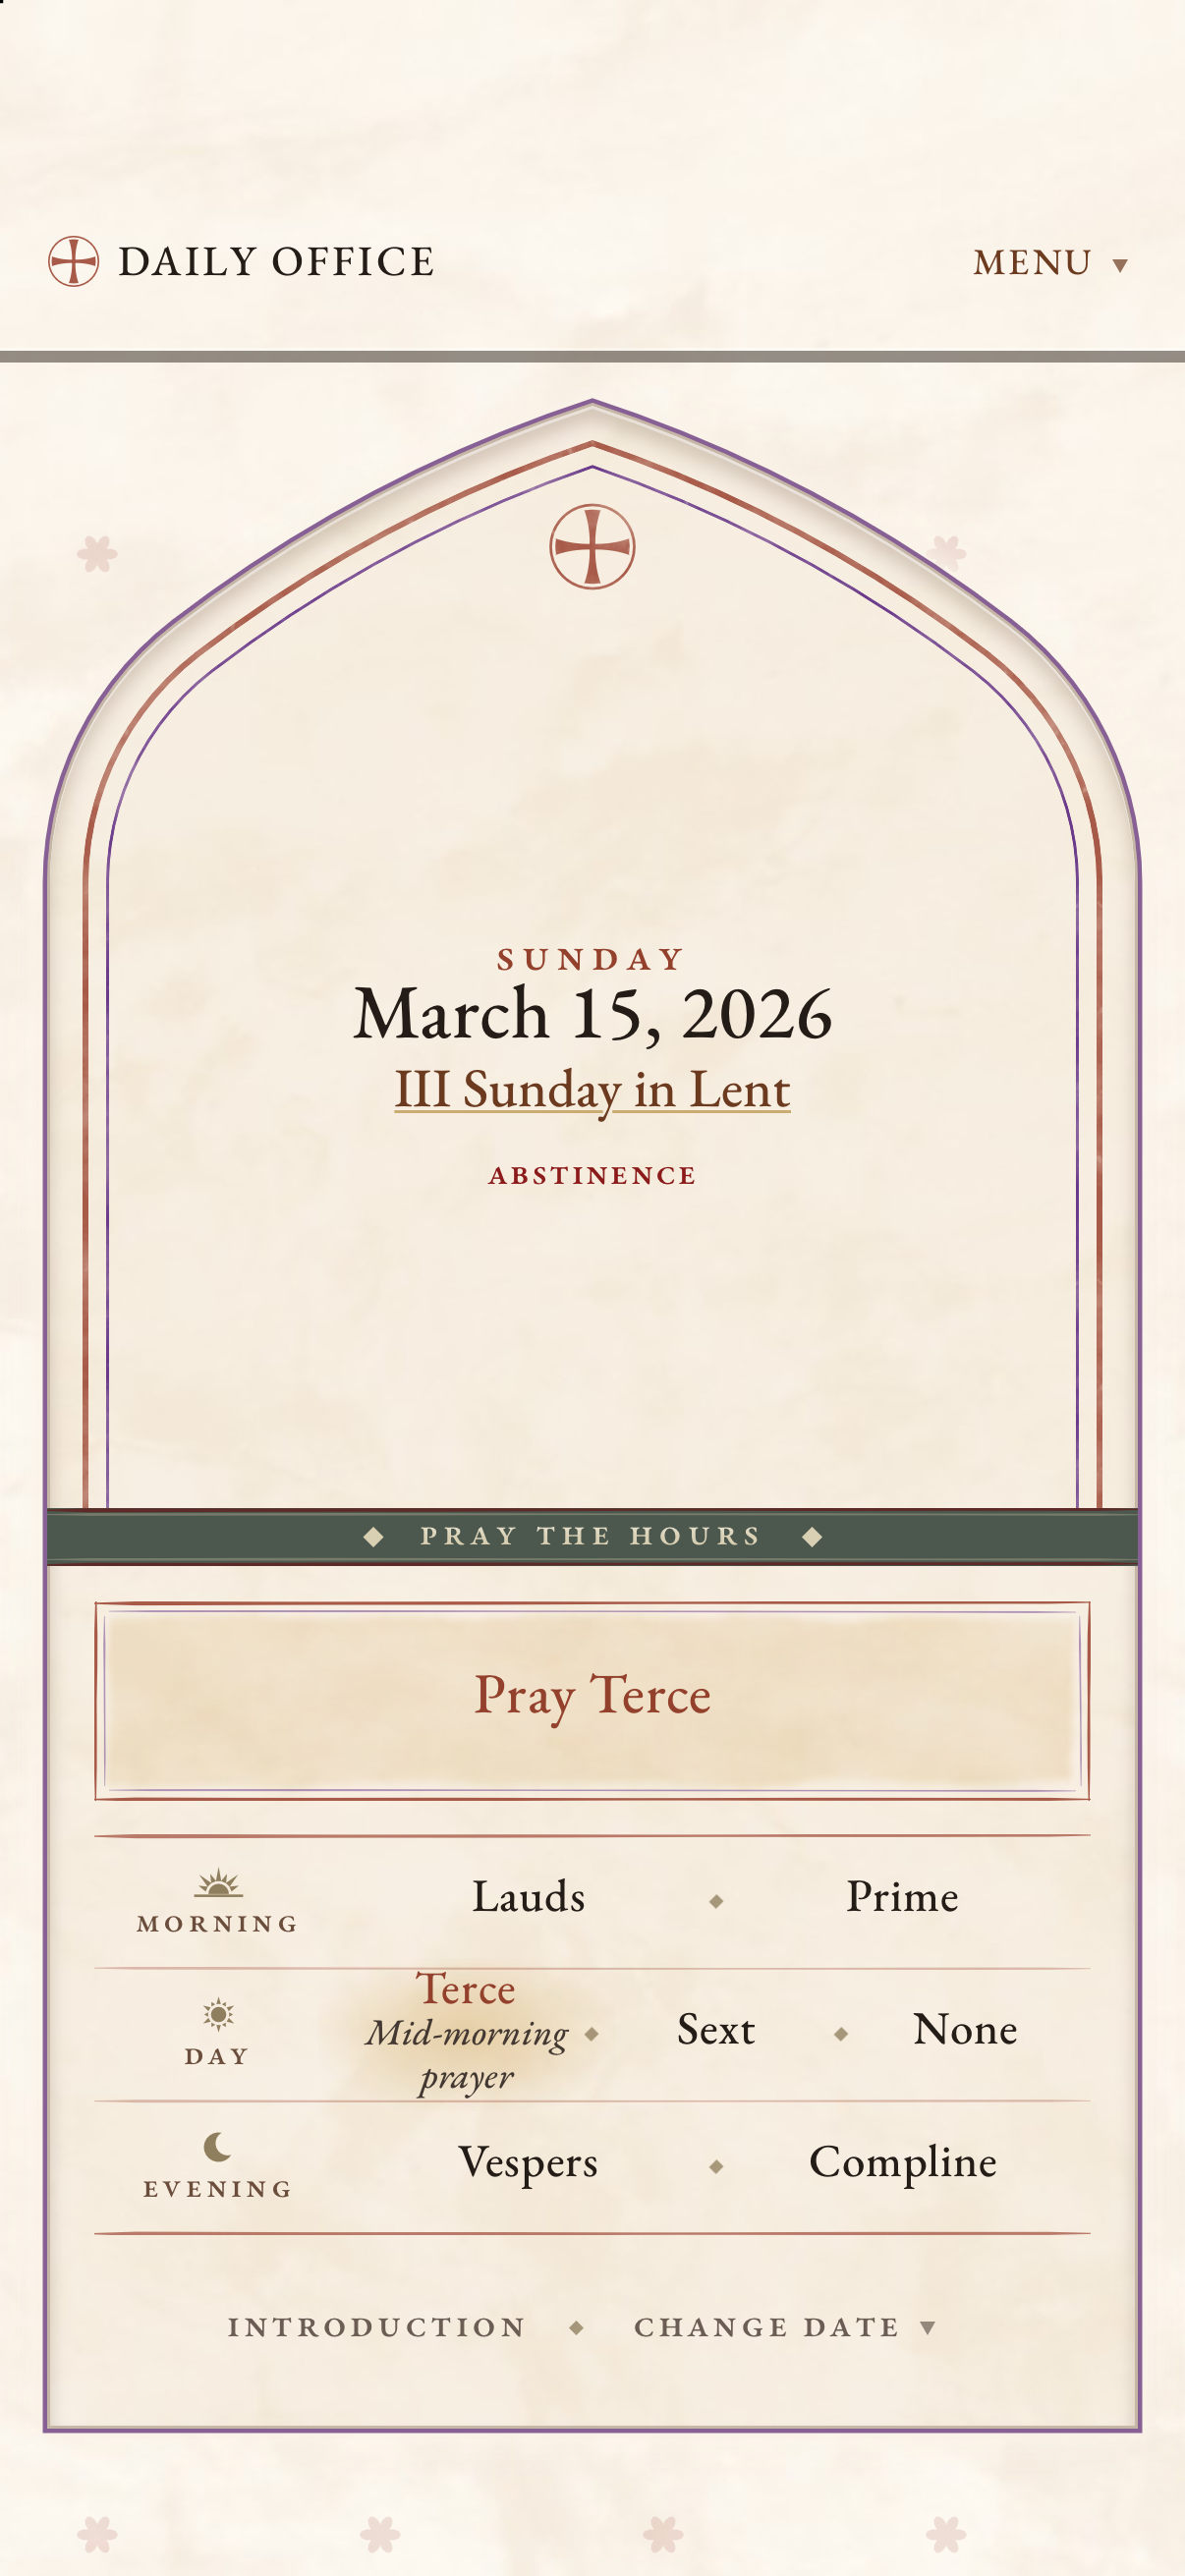 DAILY OFFICE
MENU ▼
SUNDAY
March 15, 2026
III Sunday in Lent
ABSTINENCE
◆ PRAY THE HOURS ◆
Pray Terce
Lauds ◆ Prime
MORNING
Terce
Mid-morning ◆ Sext ◆ None
prayer
DAY
Vespers ◆ Compline
EVENING
INTRODUCTION ◆ CHANGE DATE ▼